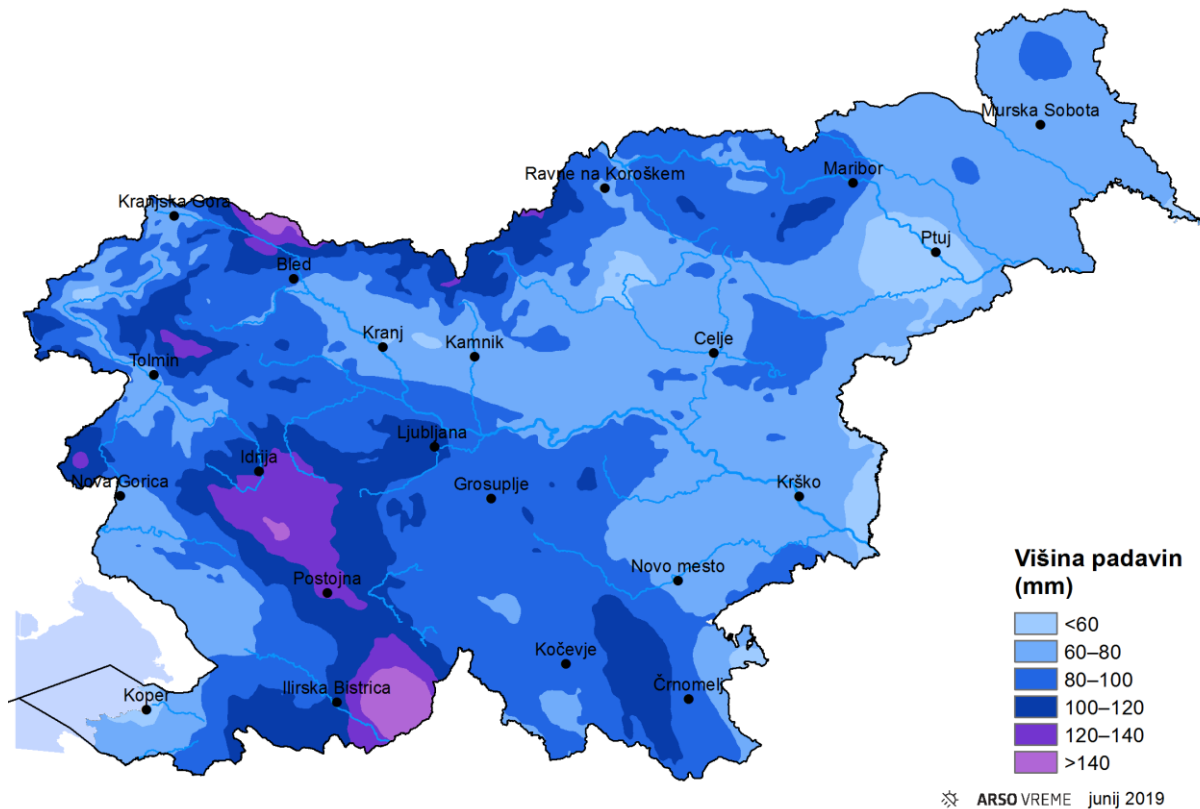 Murska Sobota
Ravne na Koroškem
Maribor
Kranjska Gora
Ptuj
Bled
Kranj
Kamnik
Celje
Tolmin
Ljubljana
Idrija
Nova Gorica
Grosuplje
Krško
Novo mesto
Postojna
Kočevje
Koper
Ilirska Bistrica
Črnomelj
Višina padavin
(mm)
<60
60–80
80–100
100–120
120–140
>140
ARSO VREME junij 2019